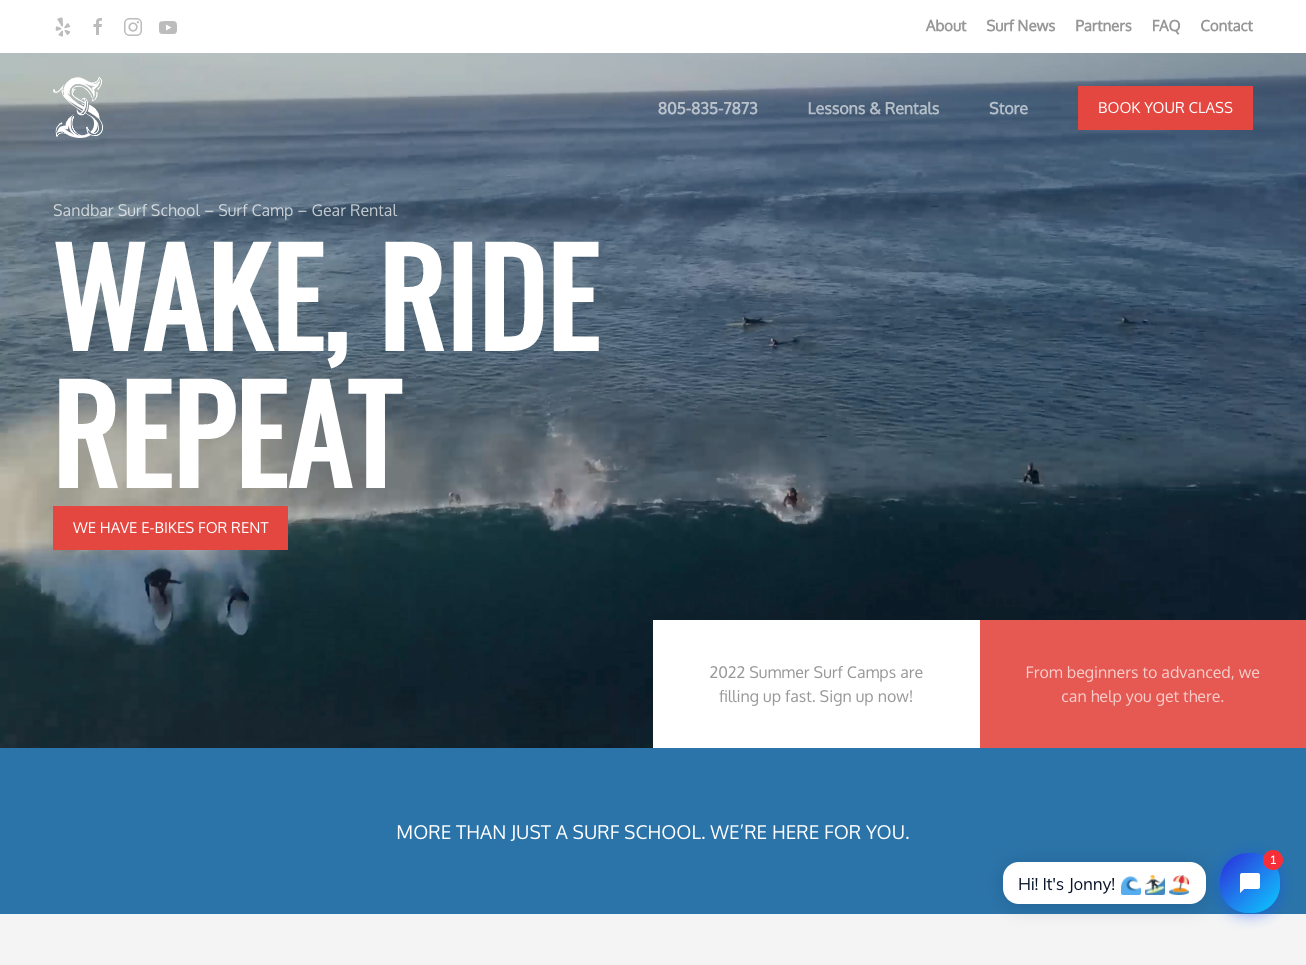 About Surf News Partners FAQ Contact
S
805-835-7873 Lessons & Rentals Store BOOK YOUR CLASS
Sandbar Surf School – Surf Camp – Gear Rental
WAKE, RIDE
REPEAT
WE HAVE E-BIKES FOR RENT
2022 Summer Surf Camps are
filling up fast. Sign up now!
From beginners to advanced, we
can help you get there.
MORE THAN JUST A SURF SCHOOL. WE’RE HERE FOR YOU.
Hi! It's Jonny! 🌊🏄🏖️
1